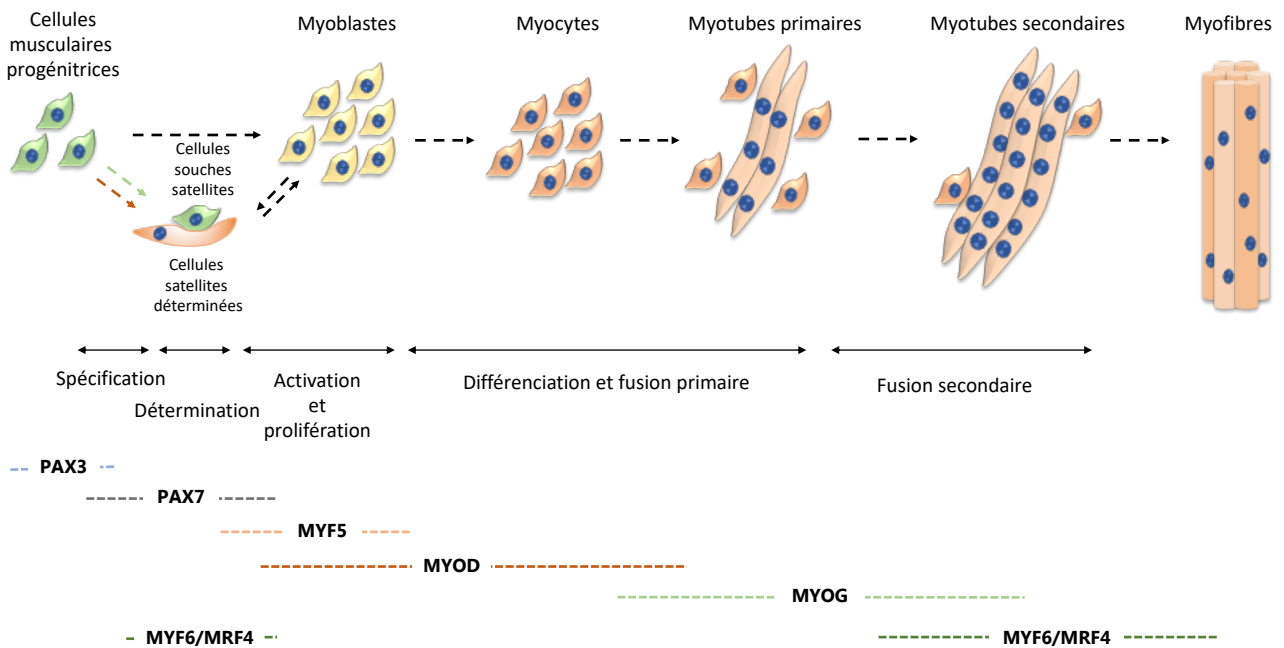 Cellules
musculaires
progénitrices
Myoblastes
Myocytes
Myotubes primaires
Myotubes secondaires
Myofibres
Cellules
souches
satellites
Cellules
satellites
déterminées
Spécification
Détermination
Activation
et
prolifération
Différenciation et fusion primaire
Fusion secondaire
PAX3
PAX7
MYF5
MYOD
MYOG
MYF6/MRF4
MYF6/MRF4